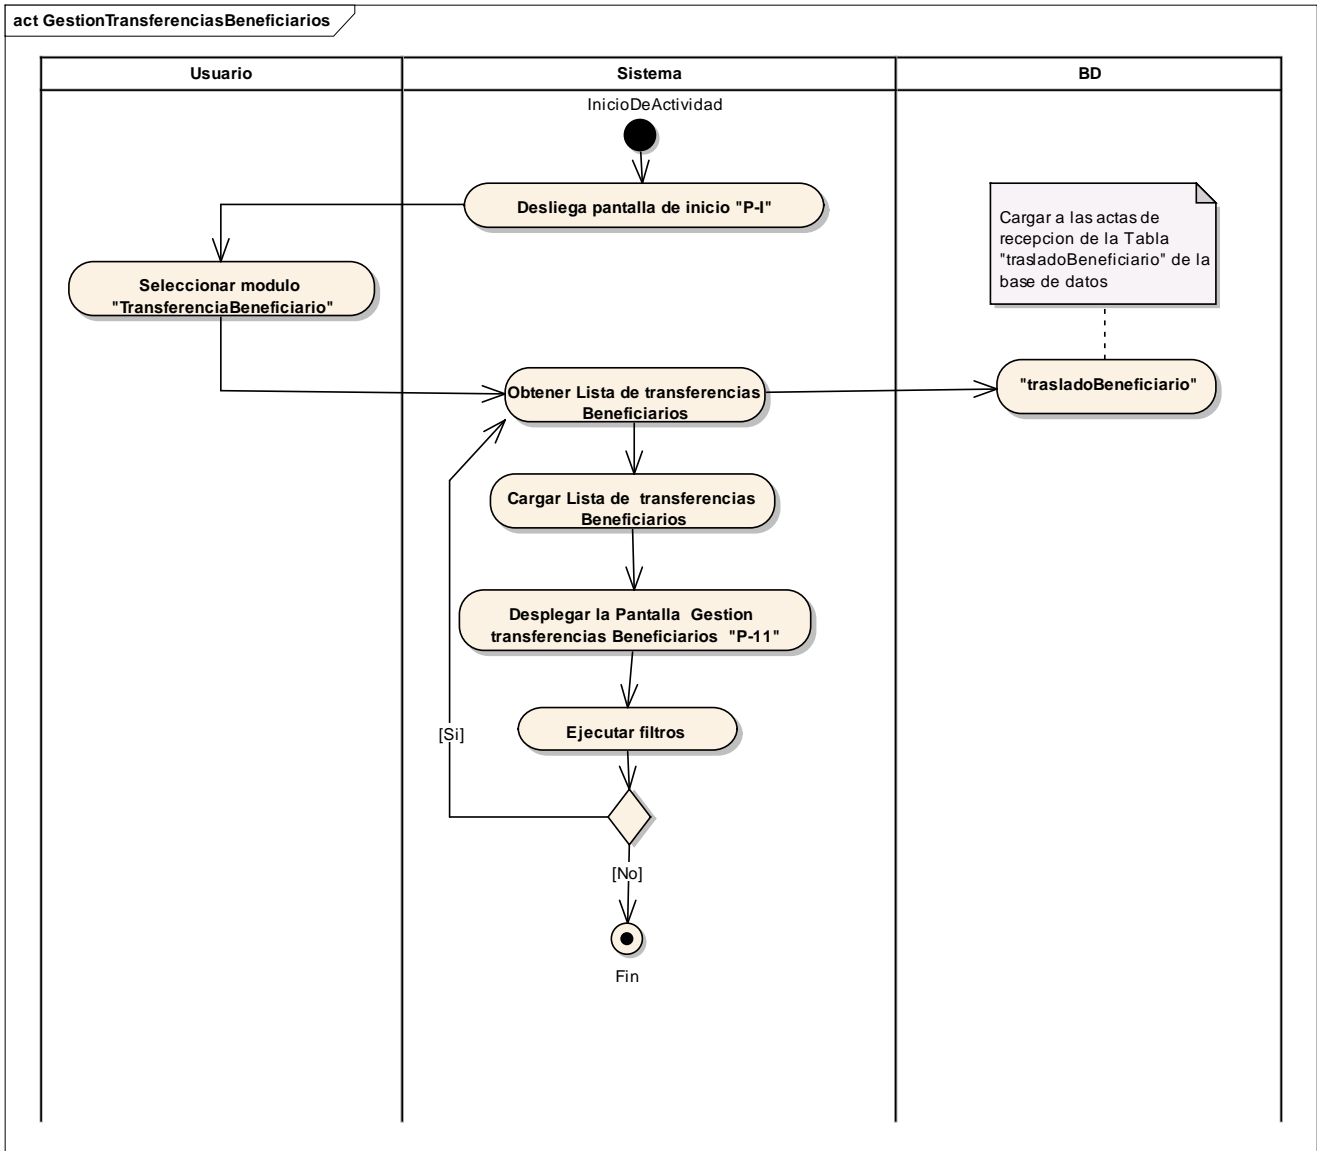 act GestionTransferenciasBeneficiarios
Usuario
Sistema
BD
InicioDeActividad
Desliega pantalla de inicio "P-I"
Cargar a las actas de
recepcion de la Tabla
"trasladoBeneficiario" de la
base de datos
Seleccionar modulo
"TransferenciaBeneficiario"
Obtener Lista de transferencias
Beneficiarios
"trasladoBeneficiario"
Cargar Lista de  transferencias
Beneficiarios
Desplegar la Pantalla  Gestion
transferencias Beneficiarios  "P-11"
Ejecutar filtros
[Si]
[No]
Fin